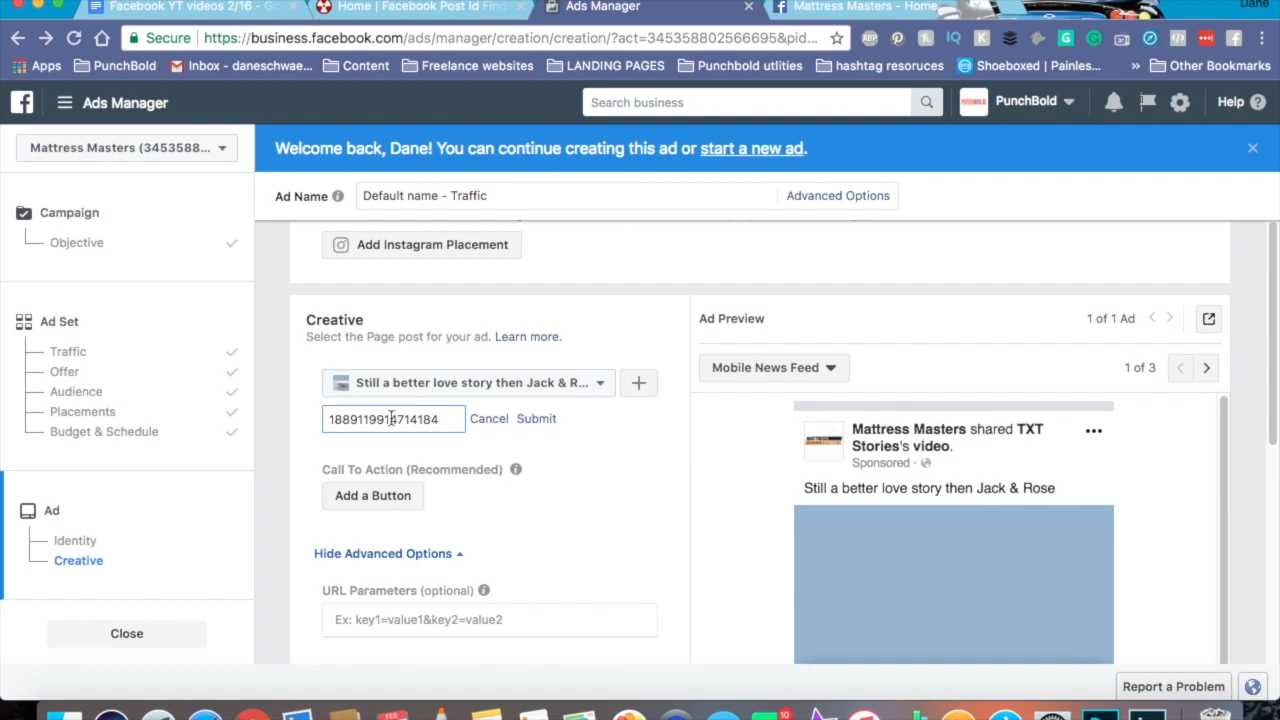 Facebook YT videos 2/16 - G
Home | Facebook Post Id Find
Ads Manager
Mattress Masters - Home
Dane
Secure
https://business.facebook.com/ads/manager/creation/creation/?act=345358802566695&pid...
Apps
PunchBold
Inbox - daneschwae...
Content
Freelance websites
LANDING PAGES
Punchbold utlities
hashtag resoruces
Shoeboxed | Painles...
»
Other Bookmarks
Ads Manager
Search business
PunchBold
Help
Mattress Masters (3453588...
Welcome back, Dane! You can continue creating this ad or start a new ad.
Ad Name
Default name - Traffic
Advanced Options
Campaign
Objective
Add Instagram Placement
Ad Set
Traffic
Offer
Audience
Placements
Budget & Schedule
Creative
Select the Page post for your ad. Learn more.
Still a better love story then Jack & R...
1889119914714184
Cancel
Submit
Call To Action (Recommended)
Add a Button
Hide Advanced Options
URL Parameters (optional)
Ex: key1=value1&key2=value2
Ad Preview
1 of 1 Ad
Mobile News Feed
1 of 3
Mattress Masters shared TXT
Stories's video.
Sponsored ·
Still a better love story then Jack & Rose
Ad
Identity
Creative
Close
Report a Problem
FEB
10